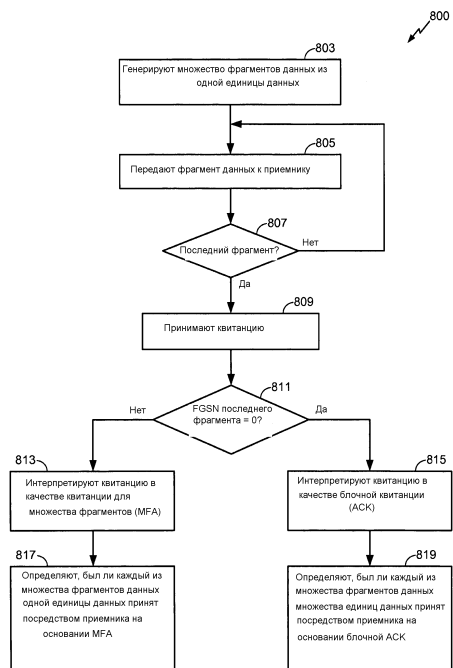 800
803
Генерируют множество фрагментов данных из
одной единицы данных
805
Передают фрагмент данных к приемнику
807
Последний фрагмент?
Нет
Да
809
Принимают квитанцию
811
FGSN последнего
фрагмента = 0?
Нет
Да
813
Интерпретируют квитанцию в
качестве квитанции для
множества фрагментов (MFA)
815
Интерпретируют квитанцию в
качестве блочной квитанции
(ACK)
817
Определяют, был ли каждый из
множества фрагментов данных
одной единицы данных принят
посредством приемника на
основании MFA
819
Определяют, был ли каждый из
множества фрагментов данных
множества единиц данных принят
посредством приемника на
основании блочной ACK